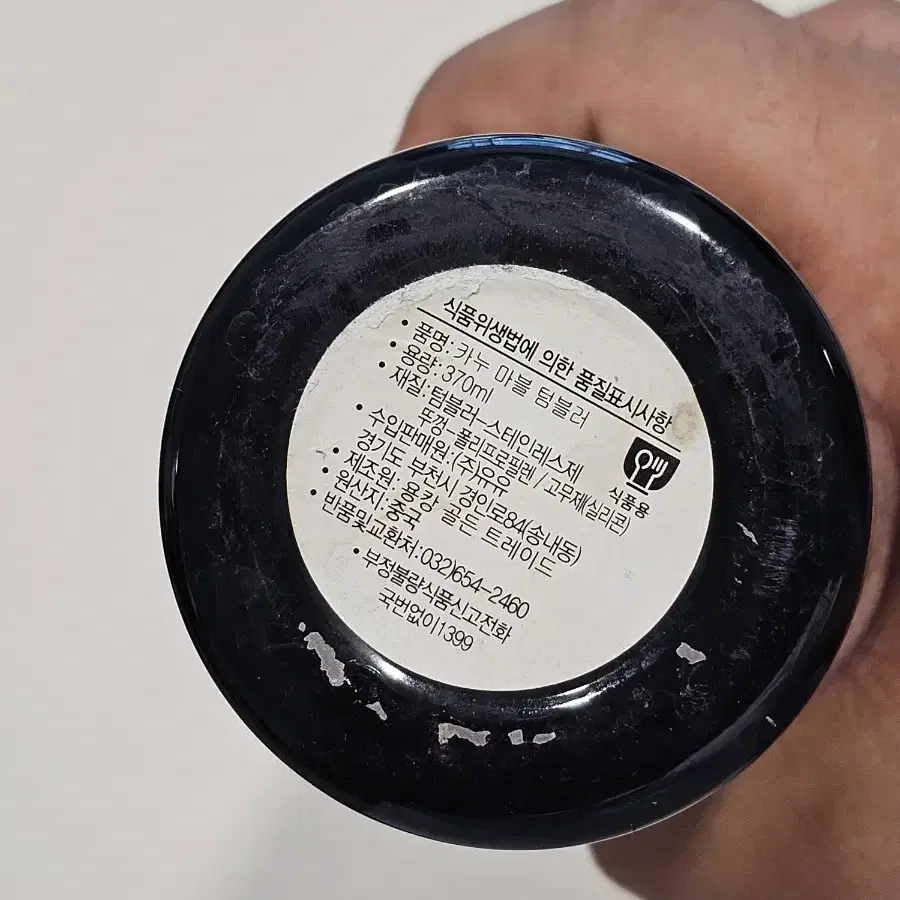 식품위생법에 의한 품질표시사항
• 품명: 카누 마블 텀블러
• 용량: 370ml
• 재질: 텀블러-스테인레스제
뚜껑-폴리프로필렌/고무제(실리콘)
식품용
• 수입판매원: (주)유유
경기도 부천시 경인로84(송내동)
• 제조원: 용캉 골든 트레이드
• 원산지: 중국
• 반품및교환처: 032)654-2460
• 부정불량식품신고전화
국번없이1399